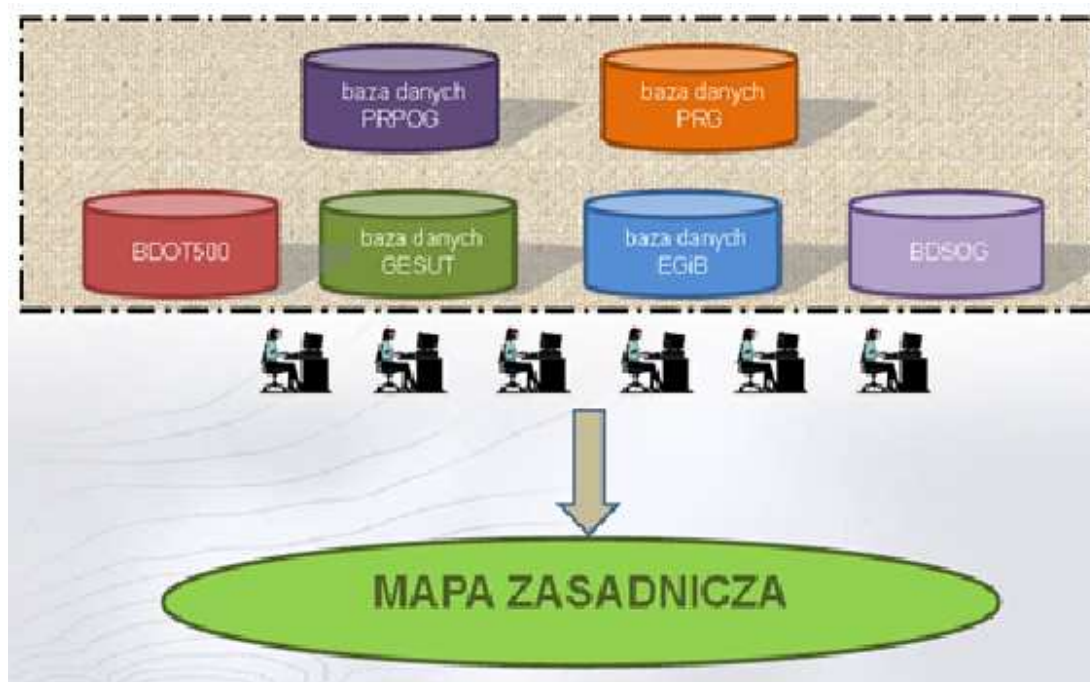 baza danych
PRPOG
baza danych
PRG
BDOT500
baza danych
GESUT
baza danych
EGiB
BDSOG
MAPA ZASADNICZA